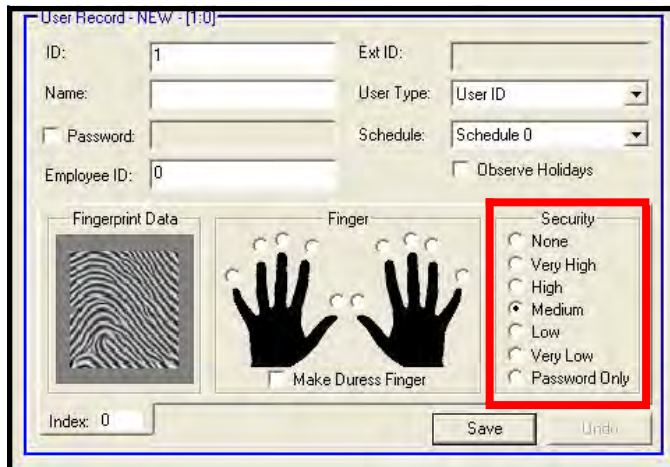 User Record - NEW - [1:0]
ID: 1 Ext ID:
Name: User Type: User ID
Password: Schedule: Schedule 0
Employee ID: 0 Observe Holidays
Fingerprint Data Finger Security
None
Very High
High
Medium
Low
Very Low
Make Duress Finger Password Only
Index: 0 Save Undo